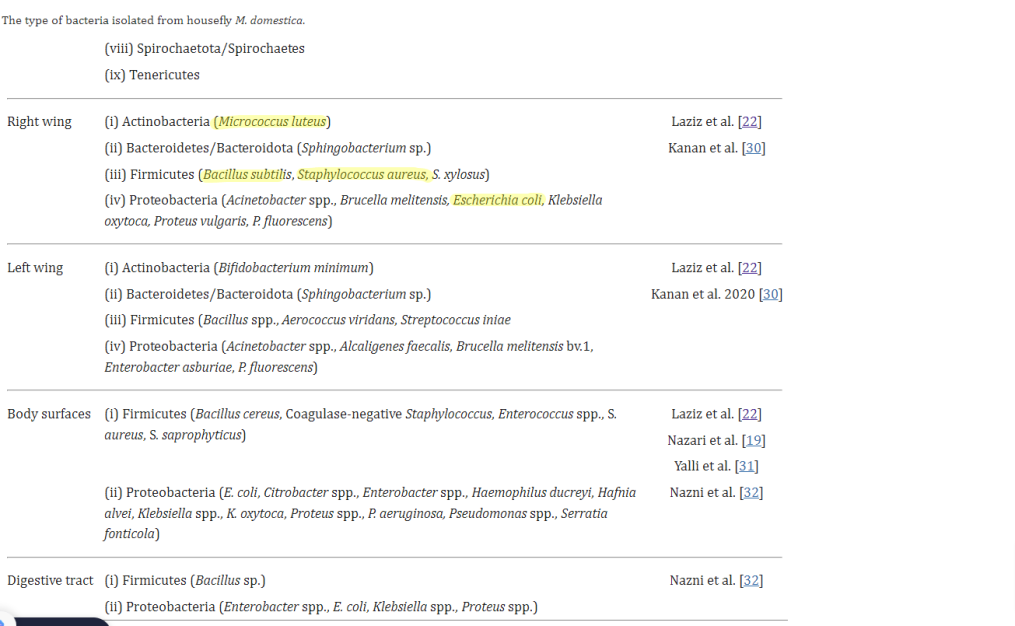 The type of bacteria isolated from housefly M. domestica.
(viii) Spirochaetota/Spirochaetes
(ix) Tenericutes
Right wing (i) Actinobacteria (Micrococcus luteus) Laziz et al. [22]
(ii) Bacteroidetes/Bacteroidota (Sphingobacterium sp.) Kanan et al. [30]
(iii) Firmicutes (Bacillus subtilis, Staphylococcus aureus, S. xylosus)
(iv) Proteobacteria (Acinetobacter spp., Brucella melitensis, Escherichia coli, Klebsiella
oxytoca, Proteus vulgaris, P. fluorescens)
Left wing (i) Actinobacteria (Bifidobacterium minimum) Laziz et al. [22]
(ii) Bacteroidetes/Bacteroidota (Sphingobacterium sp.) Kanan et al. 2020 [30]
(iii) Firmicutes (Bacillus spp., Aerococcus viridans, Streptococcus iniae
(iv) Proteobacteria (Acinetobacter spp., Alcaligenes faecalis, Brucella melitensis bv.1,
Enterobacter asburiae, P. fluorescens)
Body surfaces (i) Firmicutes (Bacillus cereus, Coagulase-negative Staphylococcus, Enterococcus spp., S. Laziz et al. [22]
aureus, S. saprophyticus)
Nazari et al. [19]
Yalli et al. [31]
(ii) Proteobacteria (E. coli, Citrobacter spp., Enterobacter spp., Haemophilus ducreyi, Hafnia Nazni et al. [32]
alvei, Klebsiella spp., K. oxytoca, Proteus spp., P. aeruginosa, Pseudomonas spp., Serratia
fonticola)
Digestive tract (i) Firmicutes (Bacillus sp.) Nazni et al. [32]
(ii) Proteobacteria (Enterobacter spp., E. coli, Klebsiella spp., Proteus spp.)